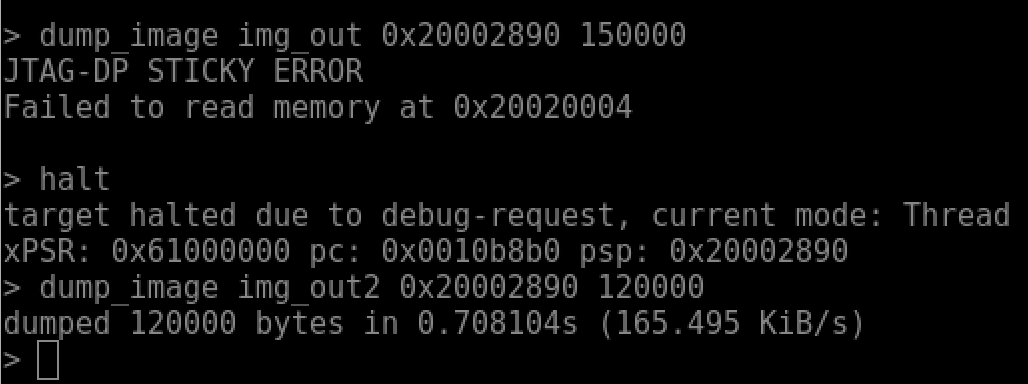 > dump_image img_out 0x20002890 150000
JTAG-DP STICKY ERROR
Failed to read memory at 0x20020004
> halt
target halted due to debug-request, current mode: Thread
xPSR: 0x61000000 pc: 0x0010b8b0 psp: 0x20002890
> dump_image img_out2 0x20002890 120000
dumped 120000 bytes in 0.708104s (165.495 KiB/s)
>